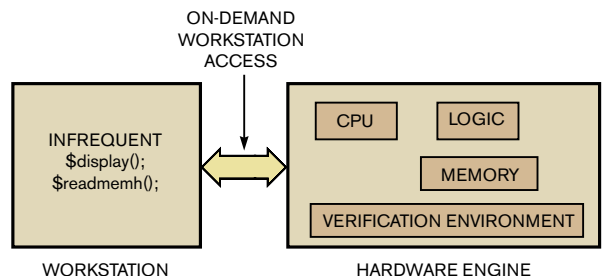 ON-DEMAND
WORKSTATION
ACCESS
INFREQUENT
$display();
$readmemh();
CPU
LOGIC
MEMORY
VERIFICATION ENVIRONMENT
WORKSTATION
HARDWARE ENGINE